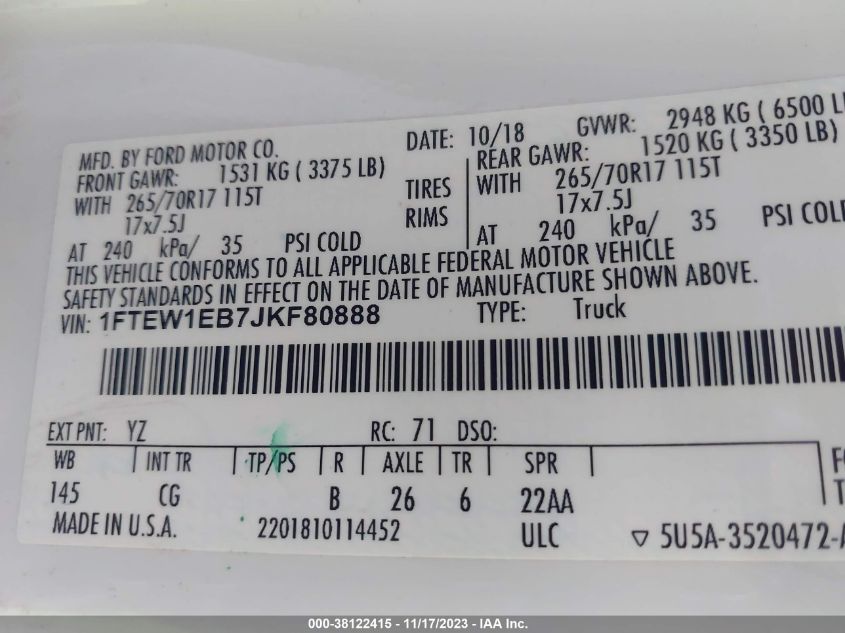 MFD. BY FORD MOTOR CO. DATE: 10/18 GVWR: 2948 KG ( 6500 L
FRONT GAWR: 1531 KG ( 3375 LB) REAR GAWR: 1520 KG ( 3350 LB)
WITH 265/70R17 115T TIRES WITH 265/70R17 115T
17x7.5J RIMS 17x7.5J
AT 240 kPa/ 35 PSI COLD AT 240 kPa/ 35 PSI COLD
THIS VEHICLE CONFORMS TO ALL APPLICABLE FEDERAL MOTOR VEHICLE
SAFETY STANDARDS IN EFFECT ON THE DATE OF MANUFACTURE SHOWN ABOVE.
VIN: 1FTEW1EB7JKF80888 TYPE: Truck
EXT PNT: YZ RC: 71 DSO:
WB | INT TR | TP/PS | R | AXLE | TR | SPR
145 CG B 26 6 22AA
MADE IN U.S.A. 2201810114452 ULC ▽ 5U5A-3520472-
000-38122415 - 11/17/2023 - IAA Inc.